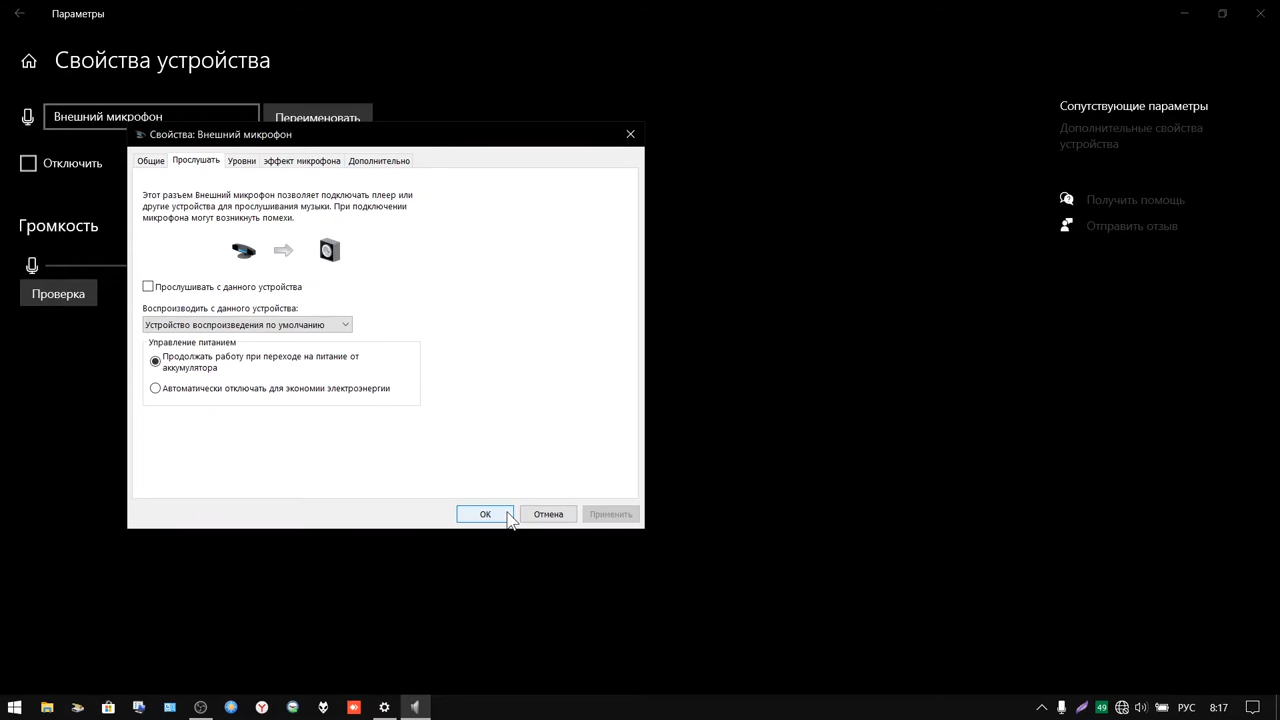 Параметры
Свойства устройства
Внешний микрофон
Переименовать
Отключить
Громкость
Проверка
Сопутствующие параметры
Дополнительные свойства
устройства
Получить помощь
Отправить отзыв
Свойства: Внешний микрофон
Общие
Прослушать
Уровни
эффект микрофона
Дополнительно
Этот разъем Внешний микрофон позволяет подключать плеер или
другие устройства для прослушивания музыки. При подключении
микрофона могут возникнуть помехи.
Прослушивать с данного устройства
Воспроизводить с данного устройства:
Устройство воспроизведения по умолчанию
Управление питанием
Продолжать работу при переходе на питание от
аккумулятора
Автоматически отключать для экономии электроэнергии
ОК
Отмена
Применить
49
РУС
8:17